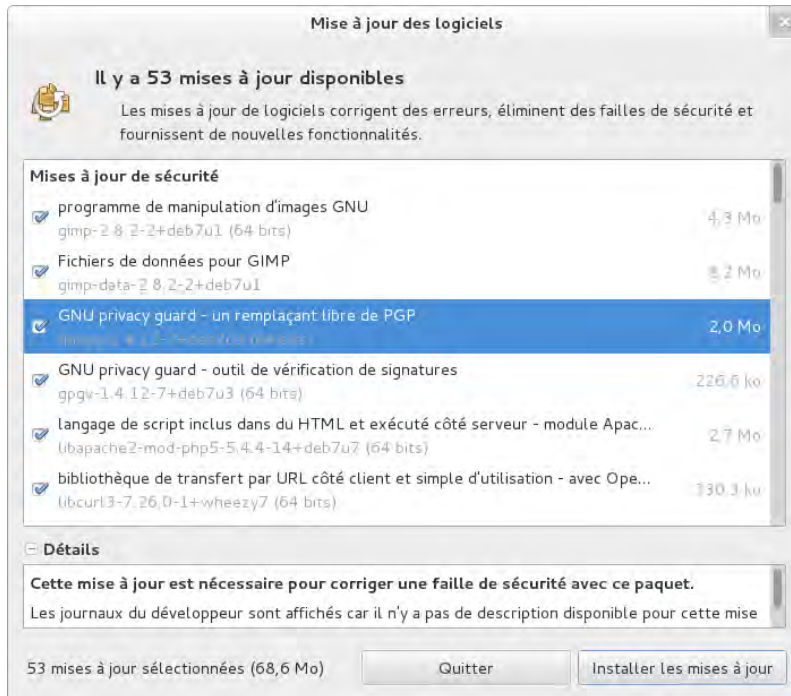 Mise à jour des logiciels
Il y a 53 mises à jour disponibles
Les mises à jour de logiciels corrigent des erreurs, éliminent des failles de sécurité et
fournissent de nouvelles fonctionnalités.
Mises à jour de sécurité
programme de manipulation d'images GNU
4,3 Mo
gimp-2.8.2-2+deb7u1 (64 bits)
Fichiers de données pour GIMP
8,2 Mo
gimp-data-2.8.2-2+deb7u1
GNU privacy guard - un remplaçant libre de PGP
2,0 Mo
GNU privacy guard - outil de vérification de signatures
226,6 ko
gpgv-1.4.12-7+deb7u3 (64 bits)
langage de script inclus dans du HTML et exécuté côté serveur - module Apac...
2,7 Mo
libapache2-mod-php5-5.4.4-14+deb7u7 (64 bits)
bibliothèque de transfert par URL côté client et simple d'utilisation - avec Ope...
330,3 ko
libcurl3-7.26.0-1+wheezy7 (64 bits)
Détails
Cette mise à jour est nécessaire pour corriger une faille de sécurité avec ce paquet.
Les journaux du développeur sont affichés car il n'y a pas de description disponible pour cette mise
53 mises à jour sélectionnées (68,6 Mo)
Quitter
Installer les mises à jour